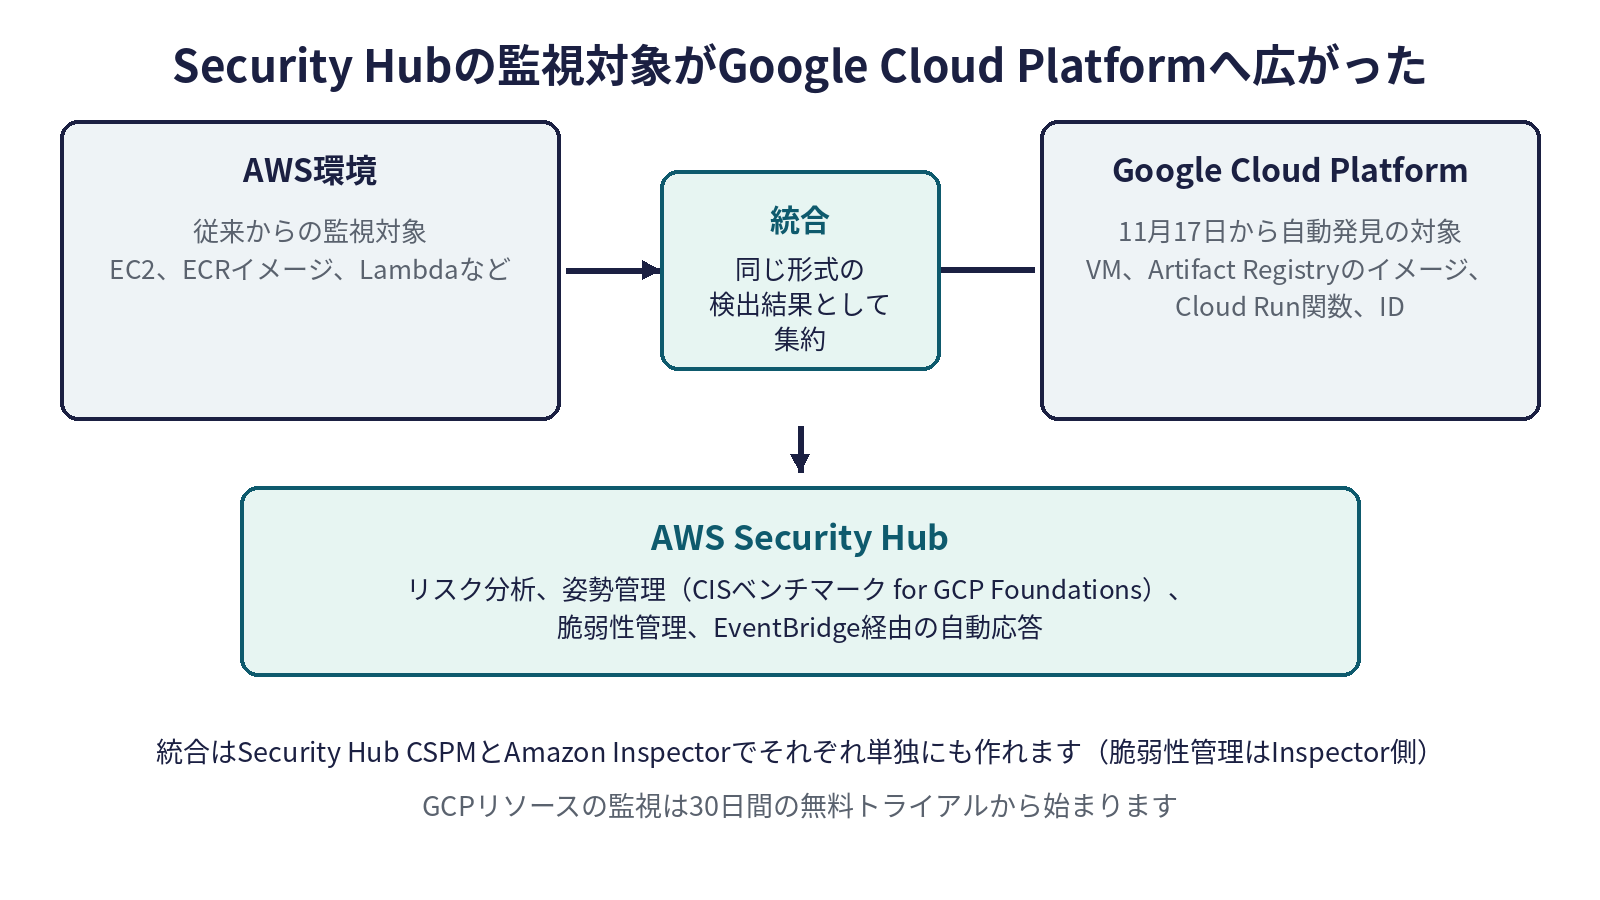 Security Hubの監視対象がGoogle Cloud Platformへ広がった
AWS環境
従来からの監視対象
EC2、ECRイメージ、Lambdaなど
統合
同じ形式の
検出結果として
集約
Google Cloud Platform
11月17日から自動発見の対象
VM、Artifact Registryのイメージ、
Cloud Run関数、ID
AWS Security Hub
リスク分析、姿勢管理（CISベンチマーク for GCP Foundations）、
脆弱性管理、EventBridge経由の自動応答
統合はSecurity Hub CSPMとAmazon Inspectorでそれぞれ単独にも作れます（脆弱性管理はInspector側）
GCPリソースの監視は30日間の無料トライアルから始まります